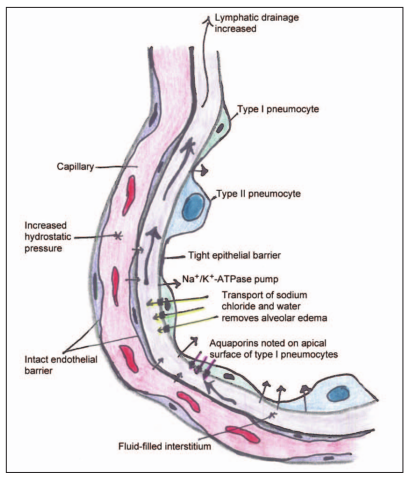 Lymphatic drainage
increased
Type I pneumocyte
Capillary
Type II pneumocyte
Increased
hydrostatic
pressure
Tight epithelial barrier
Na⁺/K⁺-ATPase pump
Transport of sodium
chloride and water
removes alveolar edema
Aquaporins noted on apical
surface of type I pneumocytes
Intact endothelial
barrier
Fluid-filled interstitium